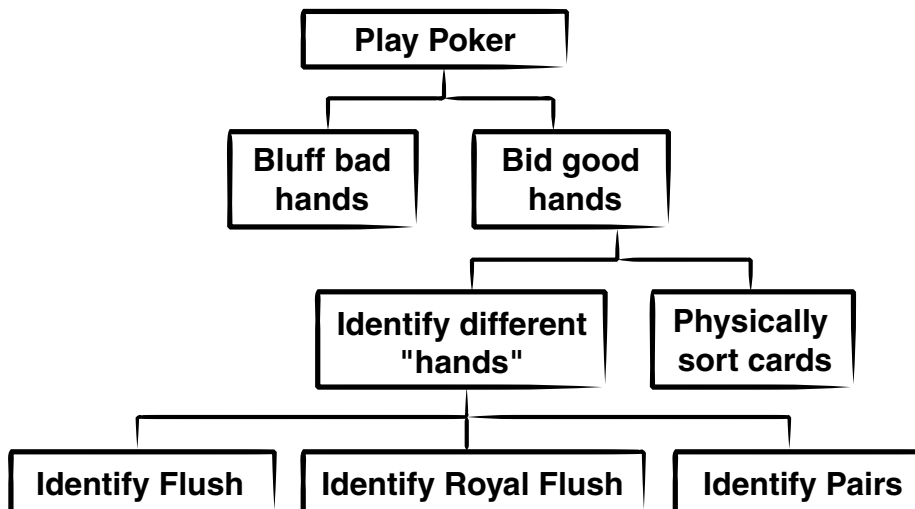 Play Poker
Bluff bad
hands
Bid good
hands
Identify different
"hands"
Physically
sort cards
Identify Flush
Identify Royal Flush
Identify Pairs